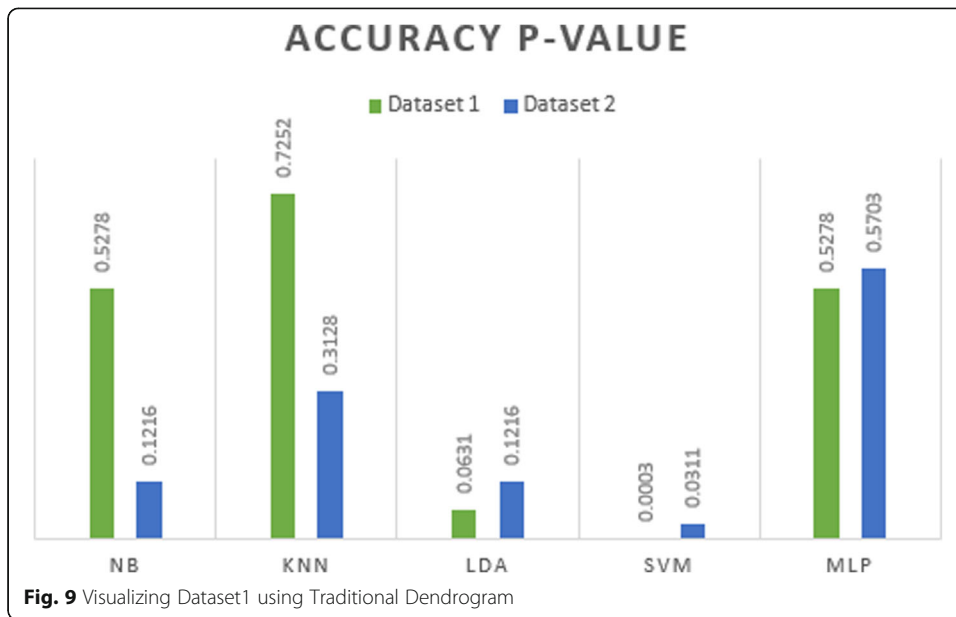 ACCURACY P-VALUE
Dataset 1 Dataset 2
0.5278
0.1216
0.7252
0.3128
0.0631
0.1216
0.0003
0.0311
0.5278
0.5703
NB KNN LDA SVM MLP
Fig. 9 Visualizing Dataset1 using Traditional Dendrogram